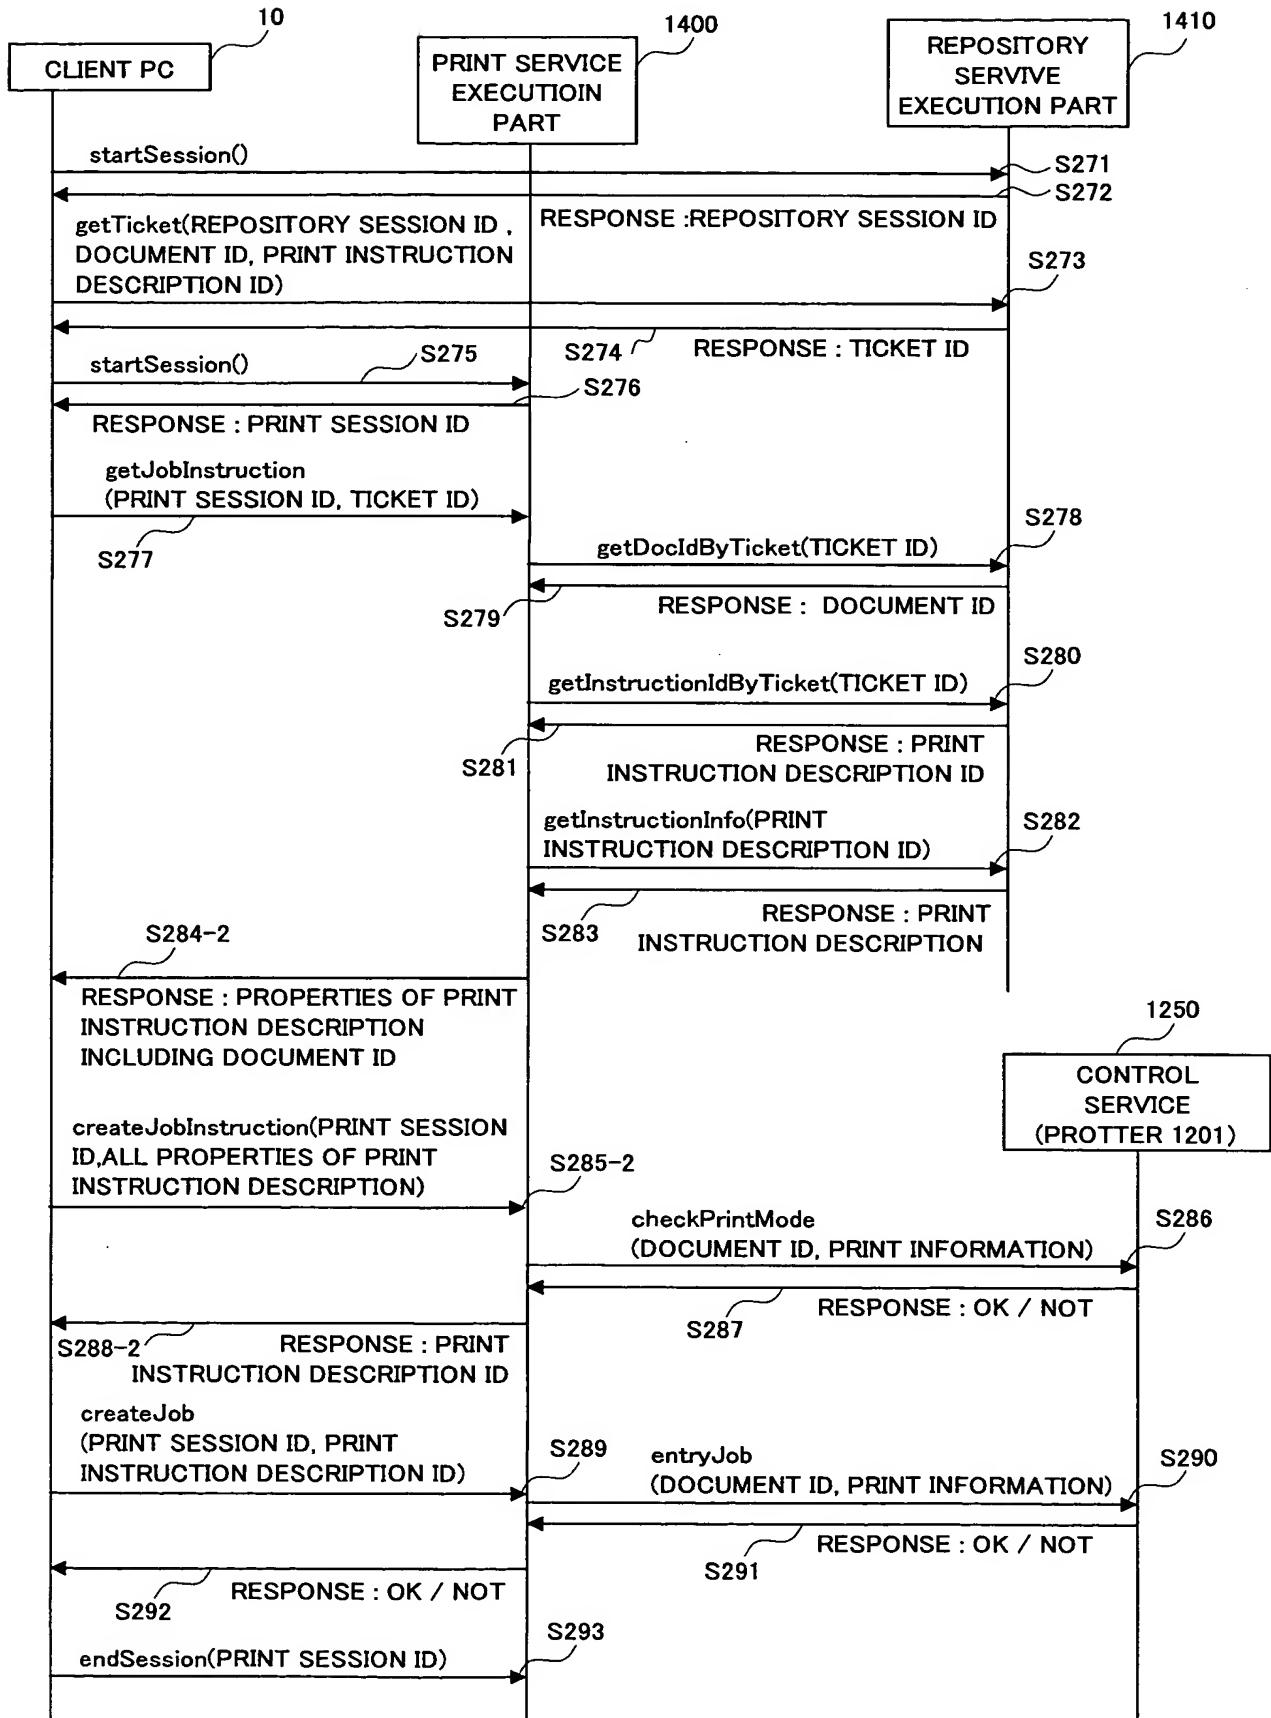 10
CLIENT PC
1400
PRINT SERVICE
EXECUTIOIN
PART
1410
REPOSITORY
SERVIVE
EXECUTION PART
startSession()
S271
S272
RESPONSE :REPOSITORY SESSION ID
getTicket(REPOSITORY SESSION ID ,
DOCUMENT ID, PRINT INSTRUCTION
DESCRIPTION ID)
S273
S274
RESPONSE : TICKET ID
startSession()
S275
S276
RESPONSE : PRINT SESSION ID
getJobInstruction
(PRINT SESSION ID, TICKET ID)
S277
getDocIdByTicket(TICKET ID)
S278
S279
RESPONSE : DOCUMENT ID
getInstructionIdByTicket(TICKET ID)
S280
S281
RESPONSE : PRINT
INSTRUCTION DESCRIPTION ID
getInstructionInfo(PRINT
INSTRUCTION DESCRIPTION ID)
S282
S283
RESPONSE : PRINT
INSTRUCTION DESCRIPTION
S284-2
RESPONSE : PROPERTIES OF PRINT
INSTRUCTION DESCRIPTION
INCLUDING DOCUMENT ID
1250
CONTROL
SERVICE
(PROTTER 1201)
createJobInstruction(PRINT SESSION
ID,ALL PROPERTIES OF PRINT
INSTRUCTION DESCRIPTION)
S285-2
checkPrintMode
(DOCUMENT ID, PRINT INFORMATION)
S286
S287
RESPONSE : OK / NOT
S288-2
RESPONSE : PRINT
INSTRUCTION DESCRIPTION ID
createJob
(PRINT SESSION ID, PRINT
INSTRUCTION DESCRIPTION ID)
S289
entryJob
(DOCUMENT ID, PRINT INFORMATION)
S290
S291
RESPONSE : OK / NOT
S292
RESPONSE : OK / NOT
endSession(PRINT SESSION ID)
S293